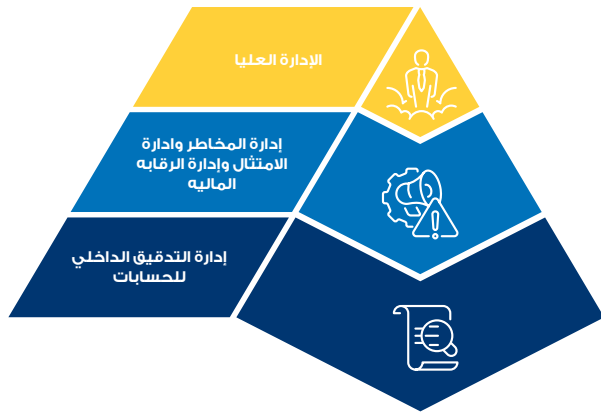 الإدارة العليا
إدارة المخاطر وادارة
الامتثال وإدارة الرقابه
الماليه
إدارة التدقيق الداخلي
للحسابات